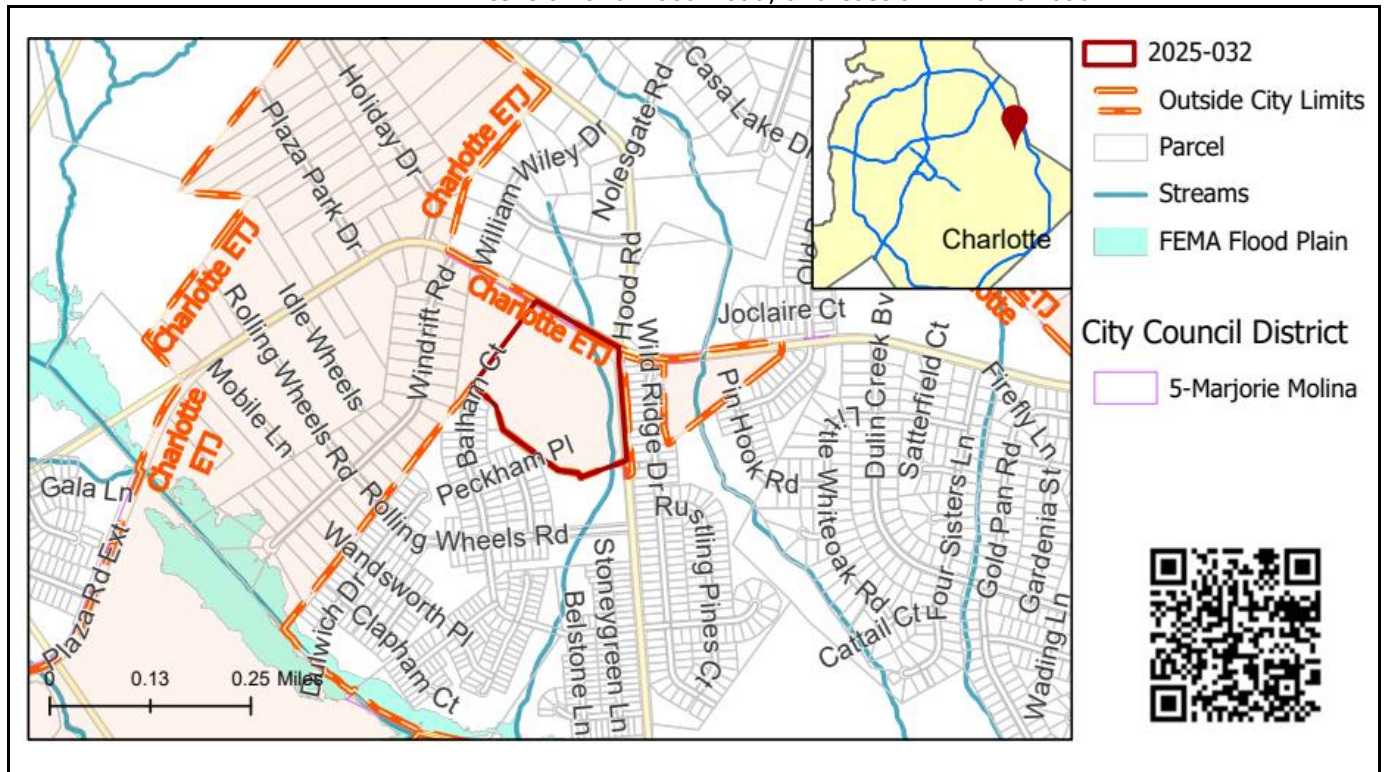 2025-032
Outside City Limits
Parcel
Streams
FEMA Flood Plain
City Council District
5-Marjorie Molina
Charlotte
Casa Lake Dr
Nolesgate Rd
Holiday Dr
Plaza Park Dr
Charlotte ETJ
William Wiley Dr
Hood Rd
Charlotte ETJ
Joclaire Ct
Charlotte ETJ
Idle Wheels
Rolling Wheels Rd
Windrift Rd
Mobile Ln
Balham Ct
Peckham Pl
Wild Ridge Dr
Pin Hook Rd
Dulin Creek Bv
Satterfield Ct
Firefly Ln
Charlotte
ETJ
Gala Ln
Plaza Rd Ext
Rolling
Wheels Rd
Rustling Pines Ct
Little Whiteoak Rd
Four Sisters Ln
Gold Pan Rd
Gardenia St
Wandsworth Pl
Dulwich Dr
Clapham Ct
Stoneygreen Ln
Belstone Ln
Cattail Ct
Wading Ln
0
0.13
0.25 Miles